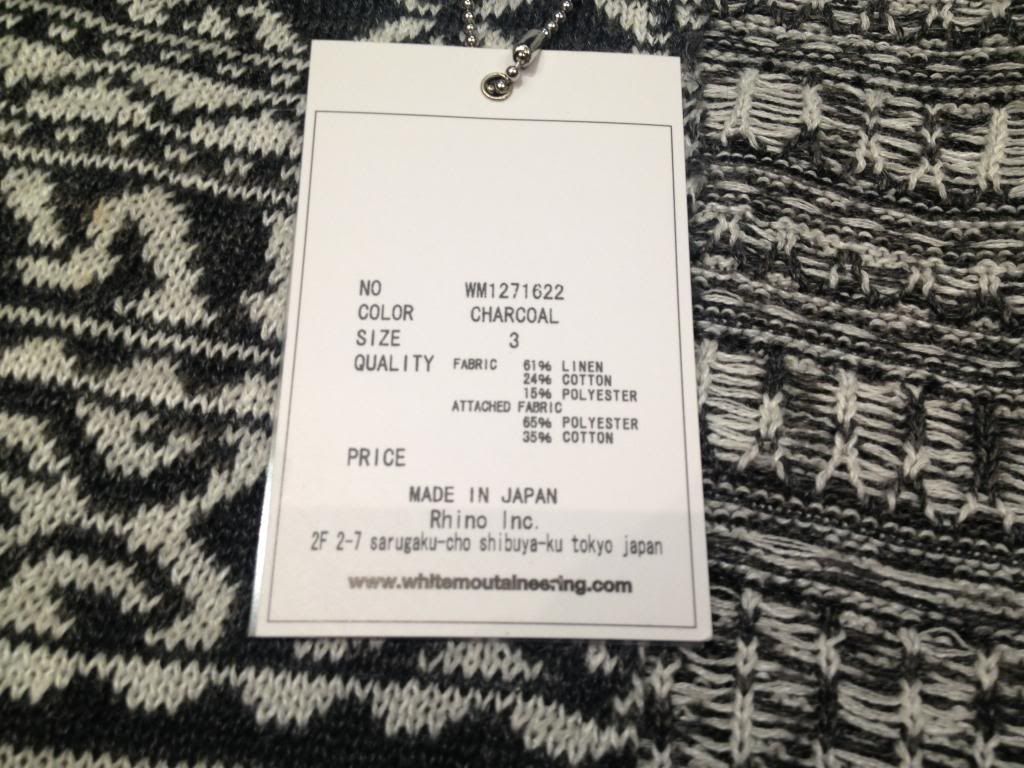 NO WM1271622
COLOR CHARCOAL
SIZE 3
QUALITY FABRIC 61% LINEN
24% COTTON
15% POLYESTER
ATTACHED FABRIC
65% POLYESTER
35% COTTON
PRICE
MADE IN JAPAN
Rhino Inc.
2F 2-7 sarugaku-cho shibuya-ku tokyo japan
www.whitemoutaineering.com